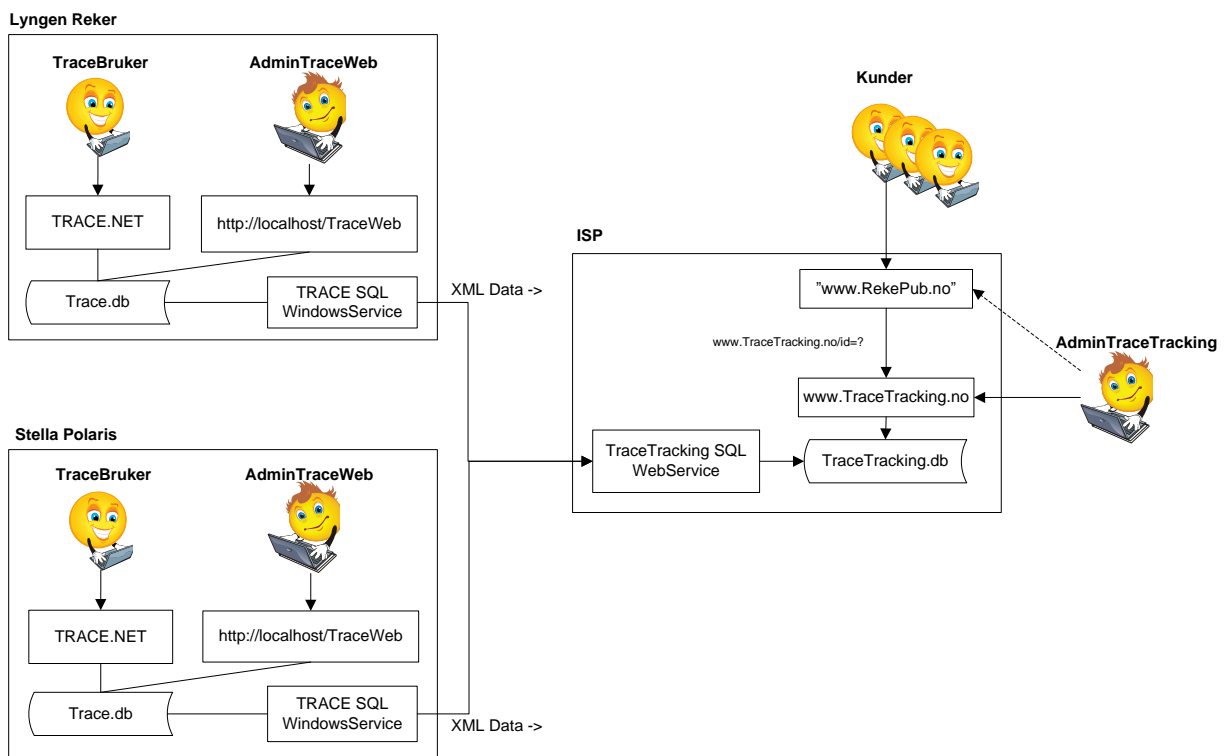 Lyngen Reker
TraceBruker
AdminTraceWeb
TRACE.NET
http://localhost/TraceWeb
Trace.db
TRACE SQL
WindowsService
XML Data ->
Stella Polaris
TraceBruker
AdminTraceWeb
TRACE.NET
http://localhost/TraceWeb
Trace.db
TRACE SQL
WindowsService
XML Data ->
Kunder
ISP
”www.RekePub.no”
www.TraceTracking.no/id=?
AdminTraceTracking
www.TraceTracking.no
TraceTracking SQL
WebService
TraceTracking.db